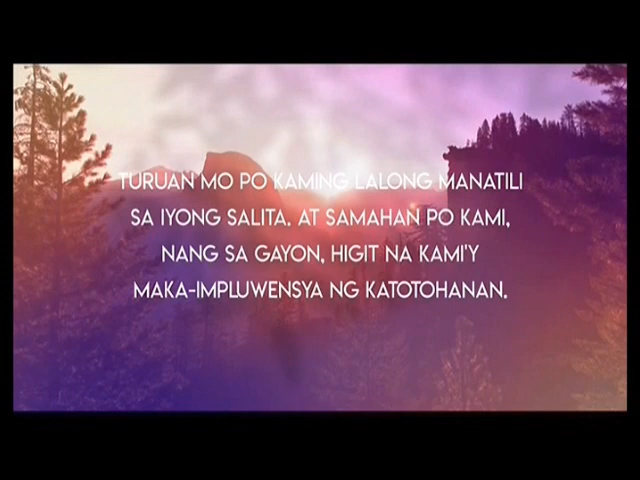 TURUAN MO PO KAMING LALONG MANATILI
SA IYONG SALITA. AT SAMAHAN PO KAMI,
NANG SA GAYON, HIGIT NA KAMI'Y
MAKA-IMPLUWENSYA NG KATOTOHANAN.